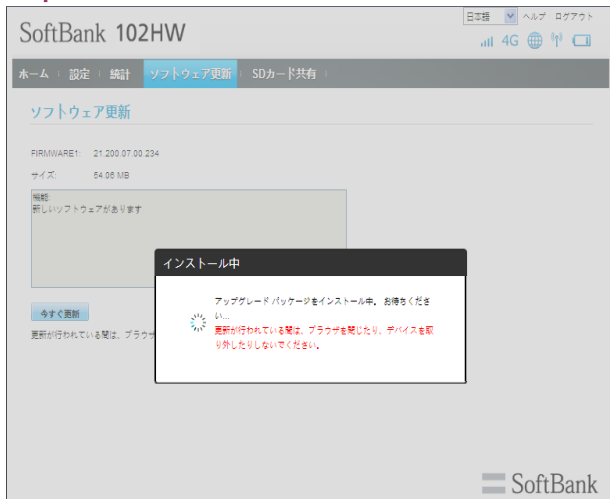 日本語 ヘルプ ログアウト
SoftBank 102HW
4G
ホーム 設定 統計 ソフトウェア更新 SDカード共有
ソフトウェア更新
FIRMWARE1: 21.200.07.00.234
サイズ: 54.06 MB
機能:
新しいソフトウェアがあります
インストール中
アップグレード パッケージをインストール中。 お待ちくださ
い...
更新が行われている間は、ブラウザを閉じたり、デバイスを取
り外したりしないでください。
今すぐ更新
更新が行われている間は、ブラウザ
SoftBank